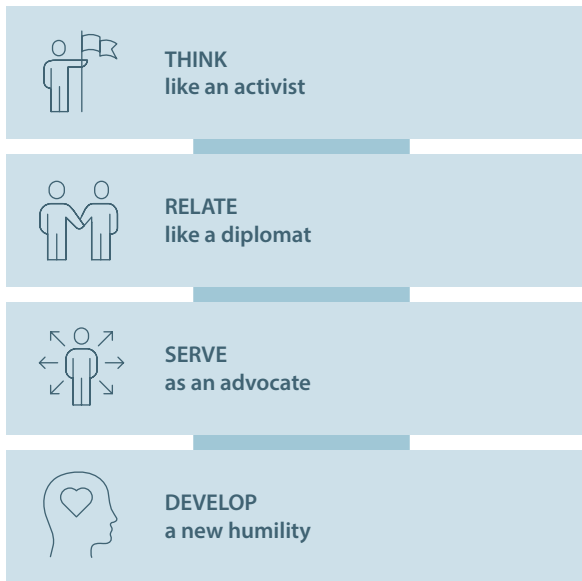 THINK
like an activist
RELATE
like a diplomat
SERVE
as an advocate
DEVELOP
a new humility